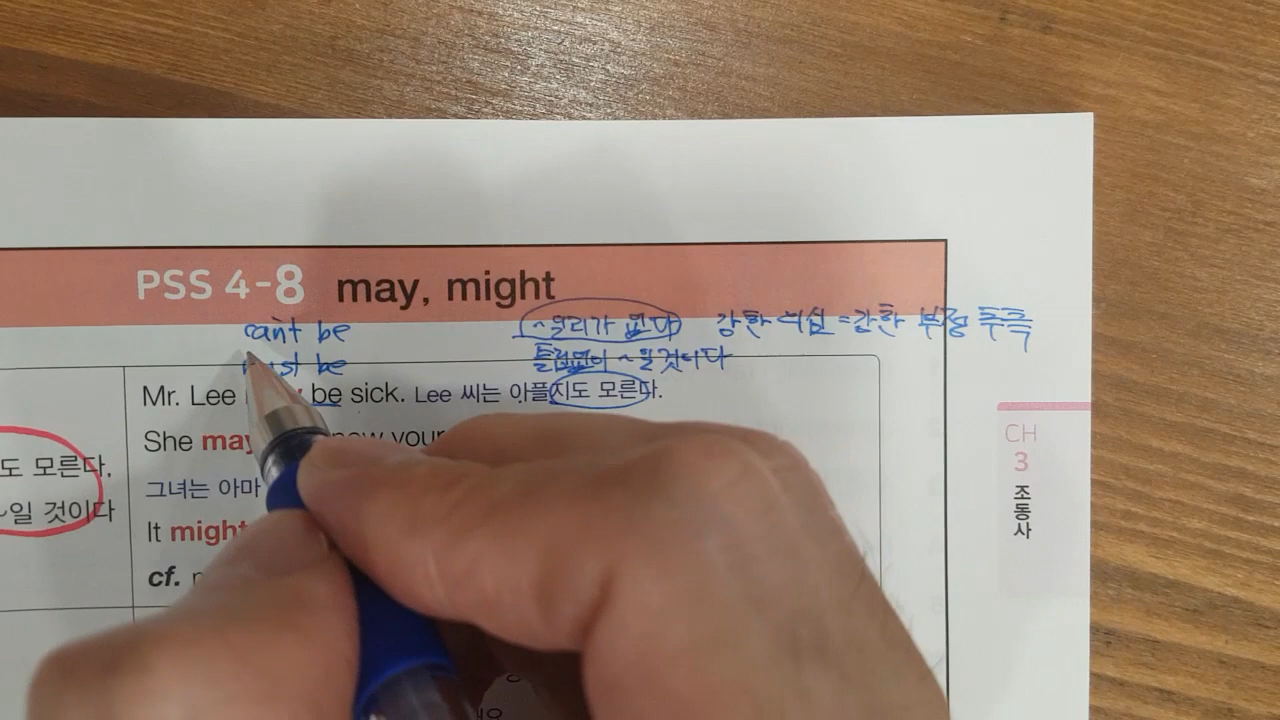 PSS 4-8 may, might
can't be ~일리가 없다 강한 의심 = 강한 부정 추측
must be 틀림없이 ~일 것이다
Mr. Lee be sick. Lee 씨는 아플지도 모른다.
She may your
도 모른다.
그녀는 아마
~일 것이다
It might
cf.
CH
3
조동사